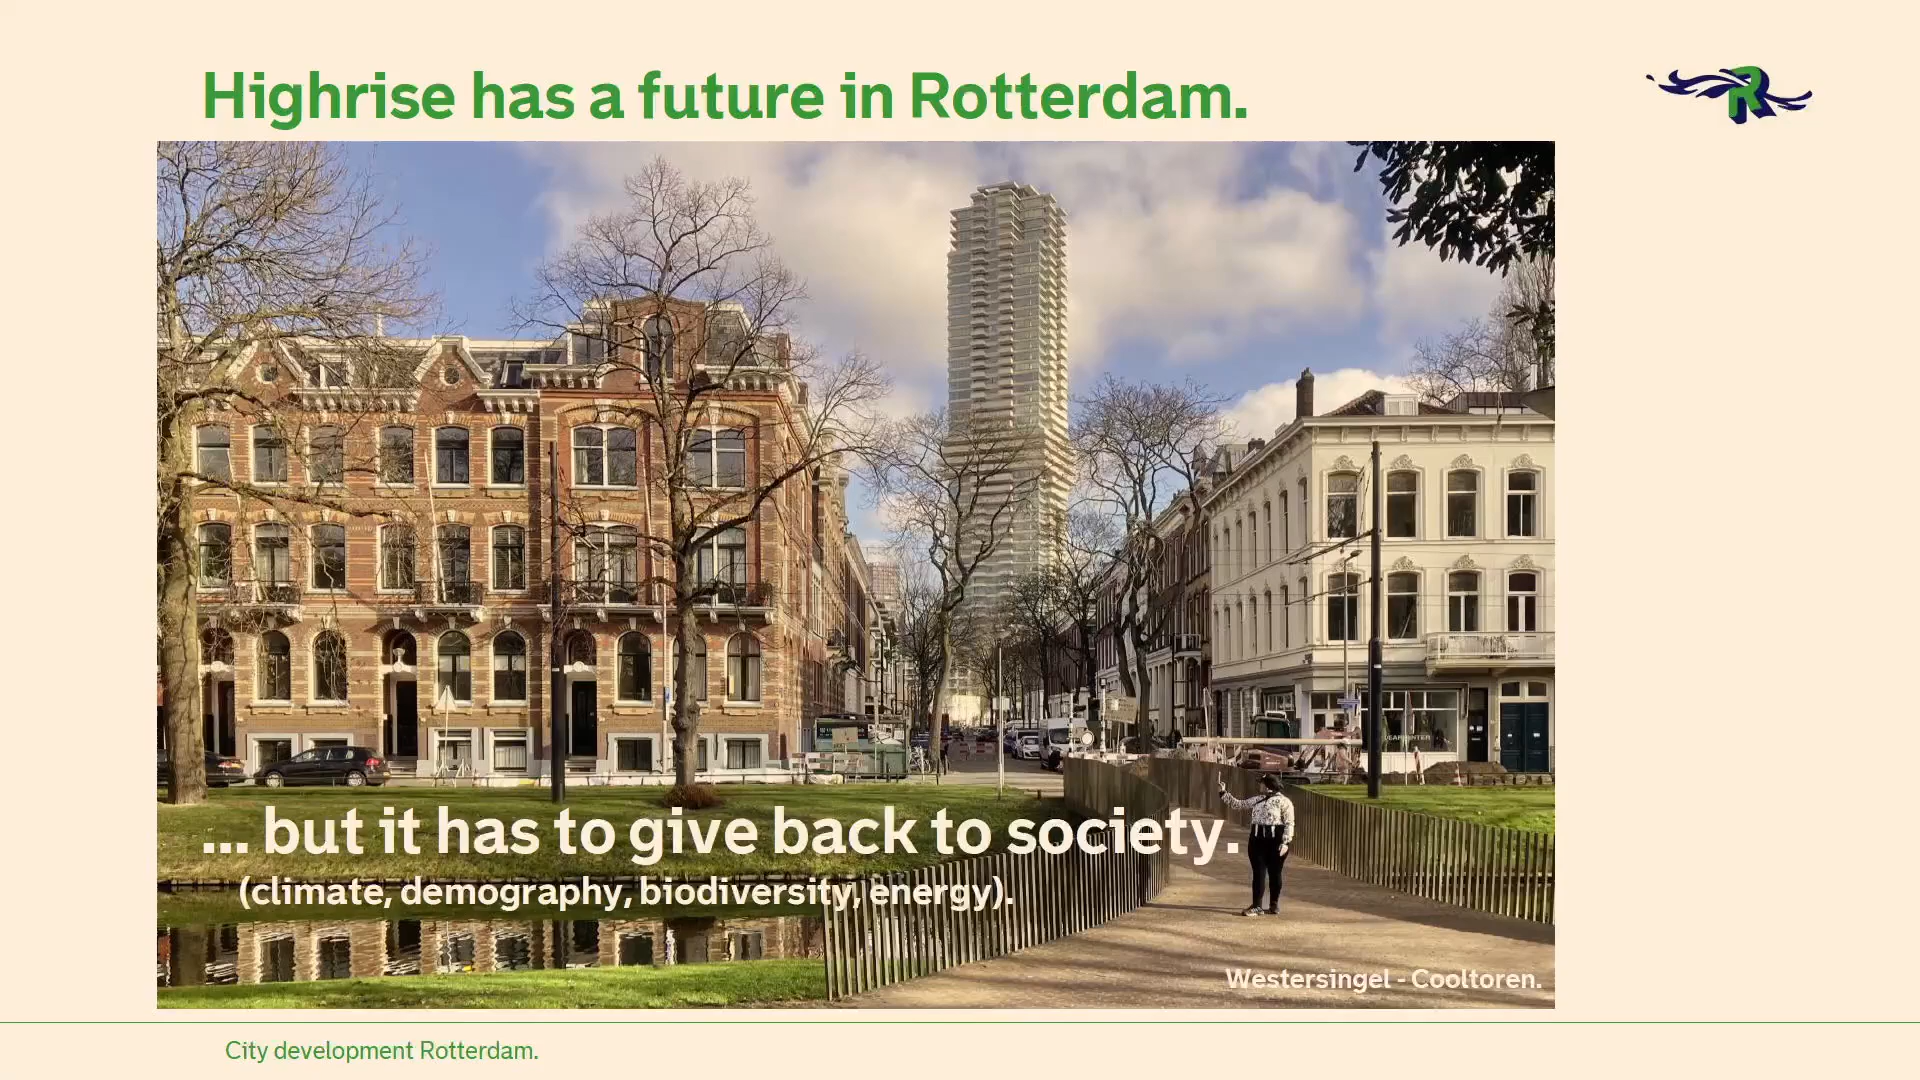 Highrise has a future in Rotterdam.
R
... but it has to give back to society.
(climate, demography, biodiversity, energy).
Westersingel - Cooltoren.
City development Rotterdam.